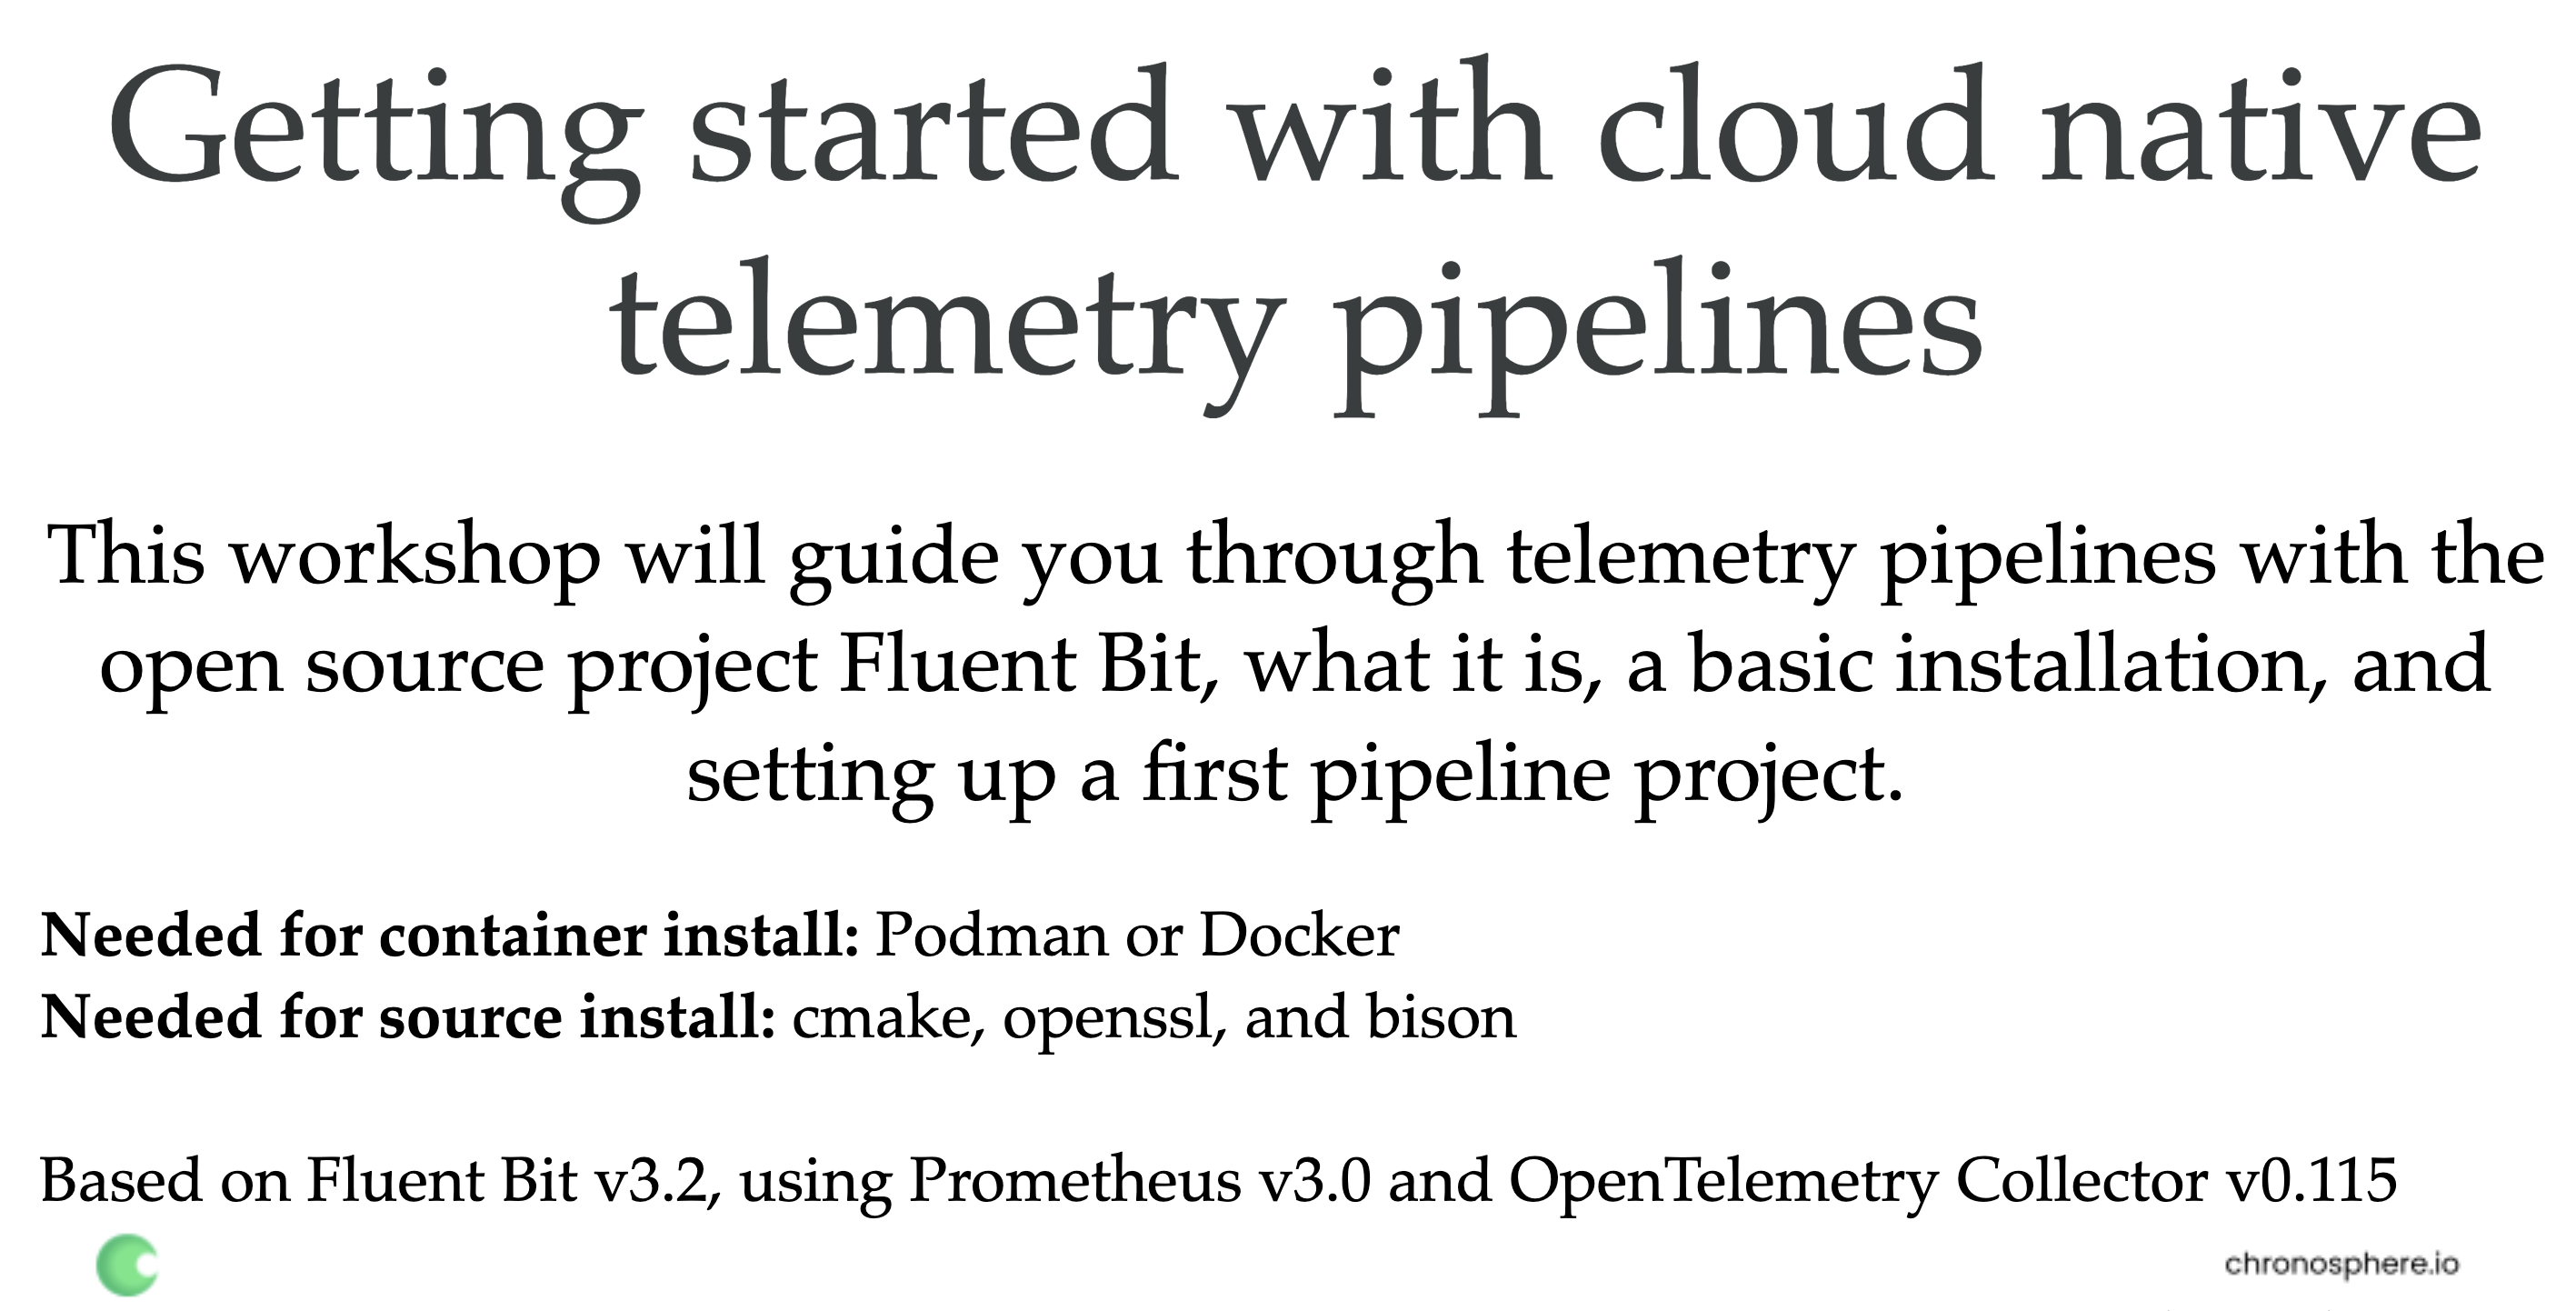 Getting started with cloud native
telemetry pipelines
This workshop will guide you through telemetry pipelines with the
open source project Fluent Bit, what it is, a basic installation, and
setting up a first pipeline project.
Needed for container install: Podman or Docker
Needed for source install: cmake, openssl, and bison
Based on Fluent Bit v3.2, using Prometheus v3.0 and OpenTelemetry Collector v0.115
chronosphere.io